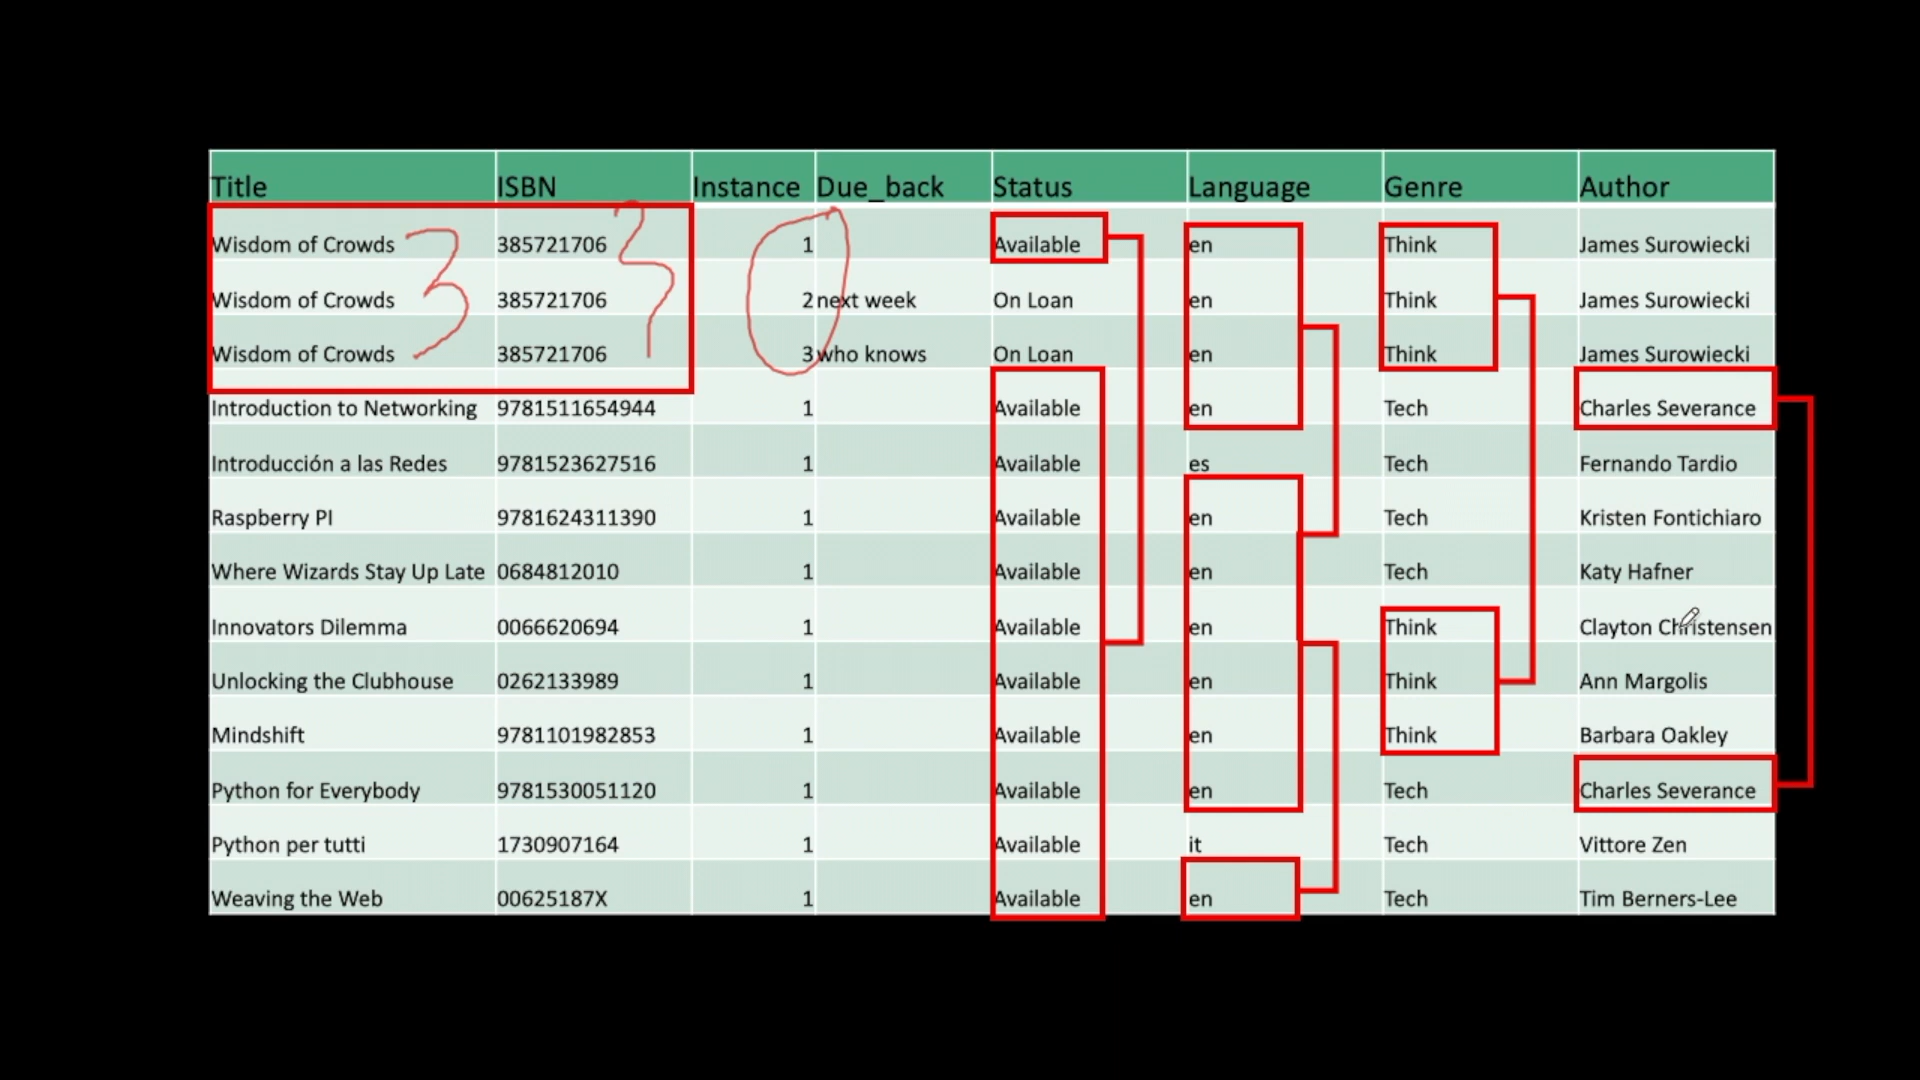 Title ISBN Instance Due_back Status Language Genre Author
Wisdom of Crowds 385721706 1 Available en Think James Surowiecki
Wisdom of Crowds 385721706 2 next week On Loan en Think James Surowiecki
Wisdom of Crowds 385721706 3 who knows On Loan en Think James Surowiecki
Introduction to Networking 9781511654944 1 Available en Tech Charles Severance
Introducción a las Redes 9781523627516 1 Available es Tech Fernando Tardio
Raspberry PI 9781624311390 1 Available en Tech Kristen Fontichiaro
Where Wizards Stay Up Late 0684812010 1 Available en Tech Katy Hafner
Innovators Dilemma 0066620694 1 Available en Think Clayton Christensen
Unlocking the Clubhouse 0262133989 1 Available en Think Ann Margolis
Mindshift 9781101982853 1 Available en Think Barbara Oakley
Python for Everybody 9781530051120 1 Available en Tech Charles Severance
Python per tutti 1730907164 1 Available it Tech Vittore Zen
Weaving the Web 00625187X 1 Available en Tech Tim Berners-Lee